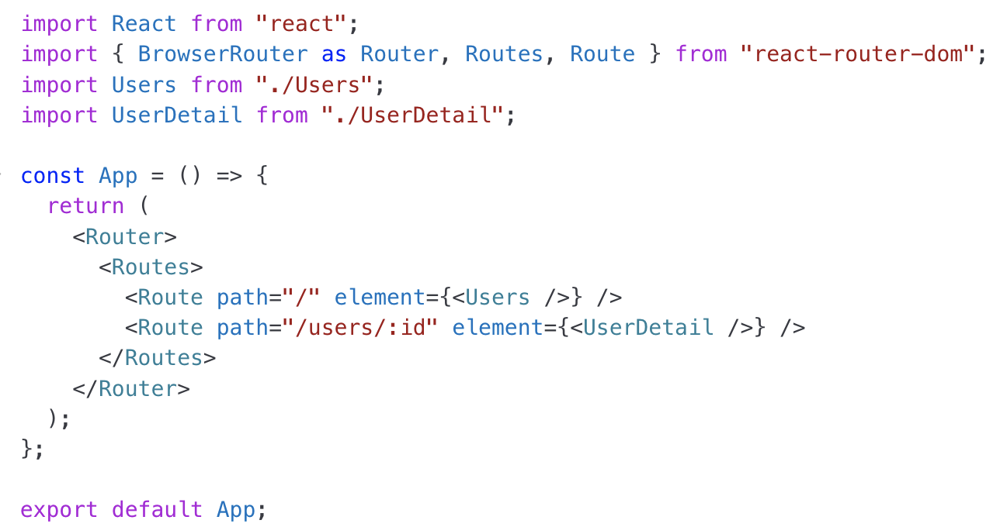 import React from "react";
import { BrowserRouter as Router, Routes, Route } from "react-router-dom";
import Users from "./Users";
import UserDetail from "./UserDetail";

const App = () => {
  return (
    <Router>
      <Routes>
        <Route path="/" element={<Users />} />
        <Route path="/users/:id" element={<UserDetail />} />
      </Routes>
    </Router>
  );
};

export default App;